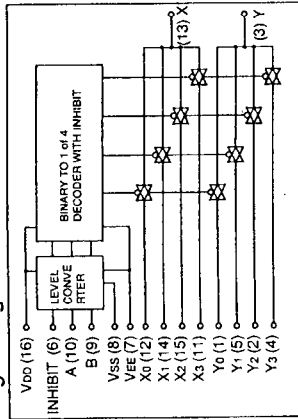 VDD (16)
INHIBIT (6)
A (10)
B (9)
VSS (8)
VEE (7)
X0 (12)
X1 (14)
X2 (15)
X3 (11)
Y0 (1)
Y1 (5)
Y2 (2)
Y3 (4)
LEVEL
CONVE
RTER
BINARY TO 1 of 4
DECODER WITH INHIBIT
(13) X
(3) Y